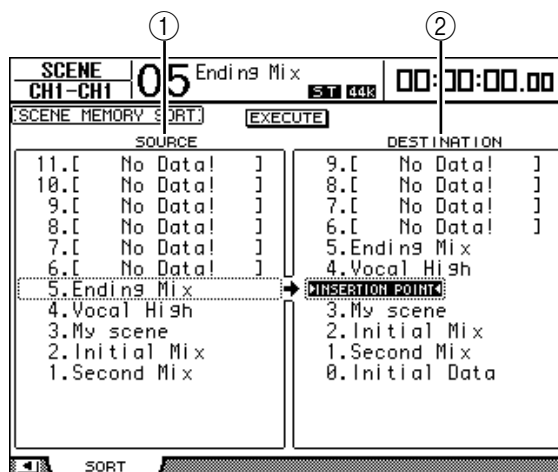 ① ②
SCENE CH1-CH1 05 Ending Mix ST 44K 00:00:00.00
SCENE MEMORY SORT EXECUTE
SOURCE DESTINATION
11.[ No Data! ] 9.[ No Data! ]
10.[ No Data! ] 8.[ No Data! ]
9.[ No Data! ] 7.[ No Data! ]
8.[ No Data! ] 6.[ No Data! ]
7.[ No Data! ] 5.Ending Mix
6.[ No Data! ] 4.Vocal High
5.Ending Mix INSERTION POINT
4.Vocal High 3.My scene
3.My scene 2.Initial Mix
2.Initial Mix 1.Second Mix
1.Second Mix 0.Initial Data
SORT